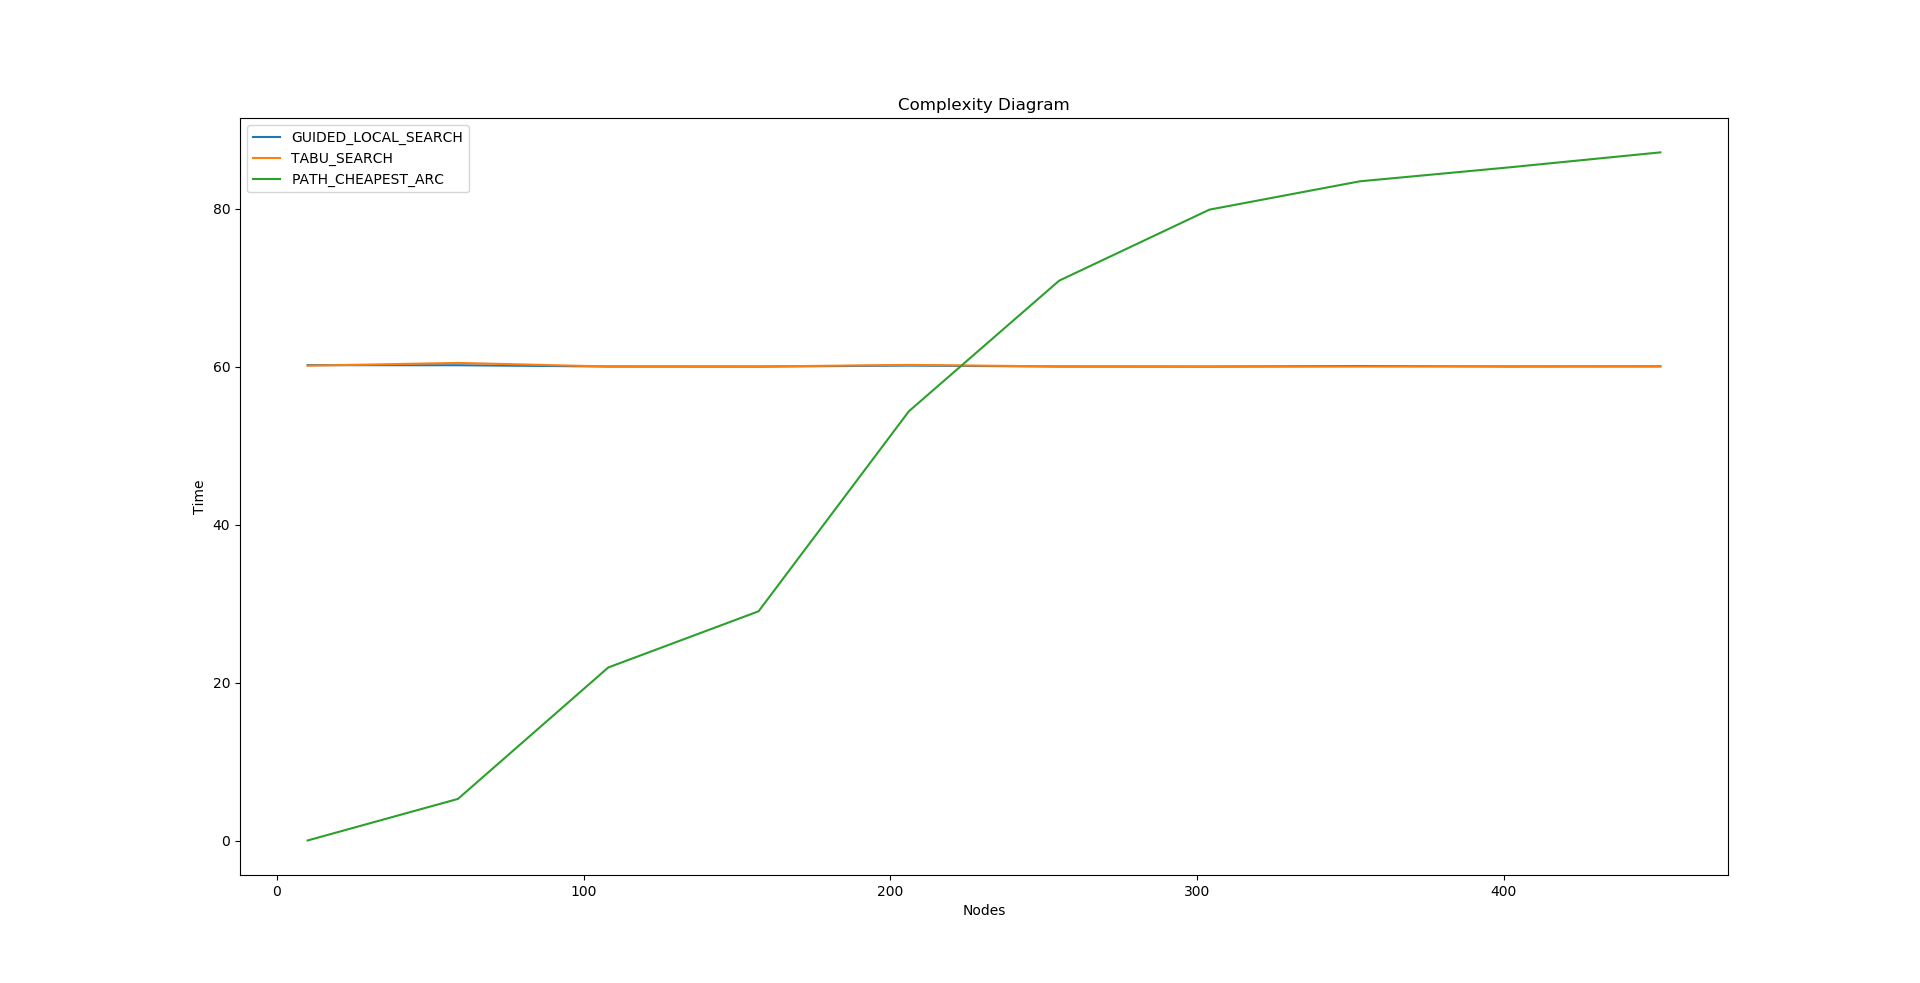 Complexity Diagram
GUIDED_LOCAL_SEARCH
TABU_SEARCH
PATH_CHEAPEST_ARC
80
60
40
20
0
Time
0 100 200 300 400
Nodes